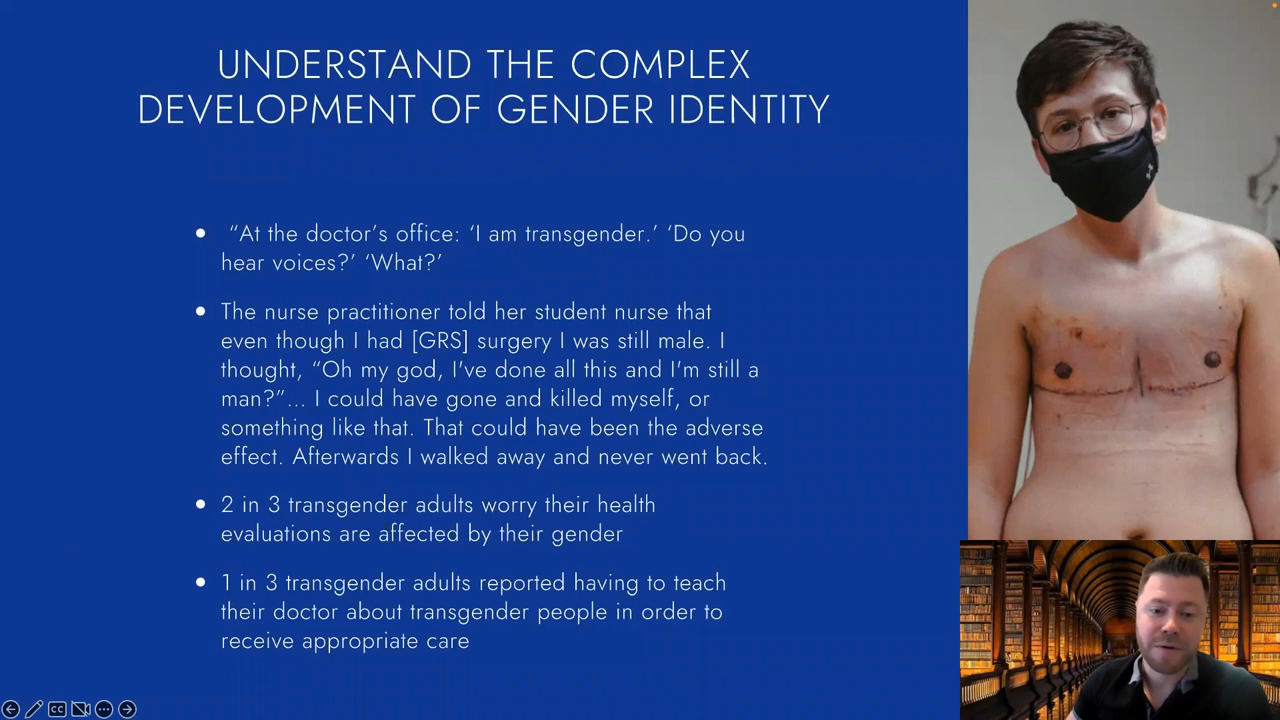 UNDERSTAND THE COMPLEX
DEVELOPMENT OF GENDER IDENTITY
“At the doctor’s office: ‘I am transgender.’ ‘Do you
hear voices?’ ‘What?’
The nurse practitioner told her student nurse that
even though I had [GRS] surgery I was still male. I
thought, “Oh my god, I've done all this and I'm still a
man?”... I could have gone and killed myself, or
something like that. That could have been the adverse
effect. Afterwards I walked away and never went back.
2 in 3 transgender adults worry their health
evaluations are affected by their gender
1 in 3 transgender adults reported having to teach
their doctor about transgender people in order to
receive appropriate care
CC